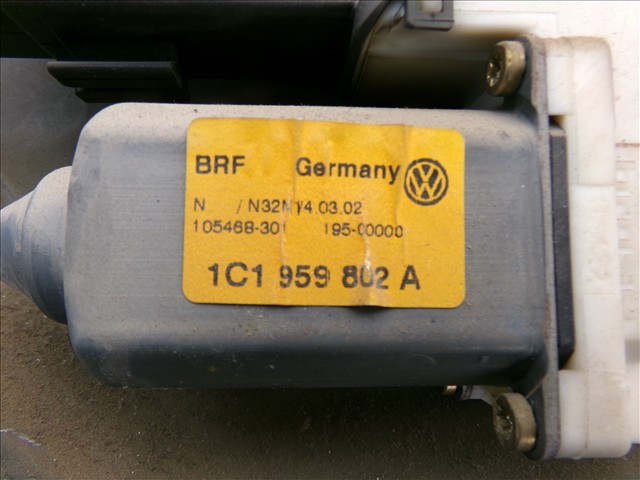 BRF Germany
N /N32M/4 03.02
105468-301 195-00000
1C1 959 802 A